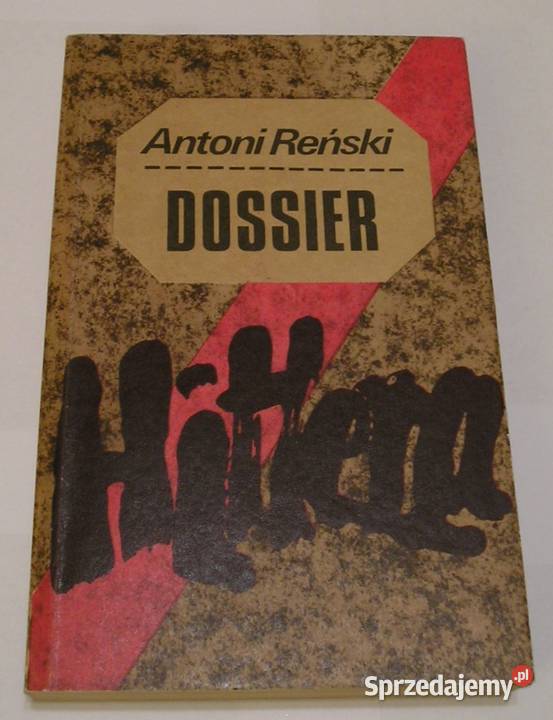 Antoni Reński
DOSSIER
Hitlera
Sprzedajemy.pl